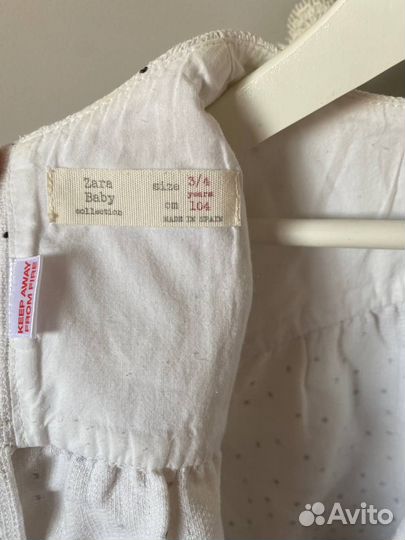 Zara
Baby
collection
size 3/4
years
cm 104
MADE IN SPAIN
KEEP AWAY
FROM FIRE
Avito